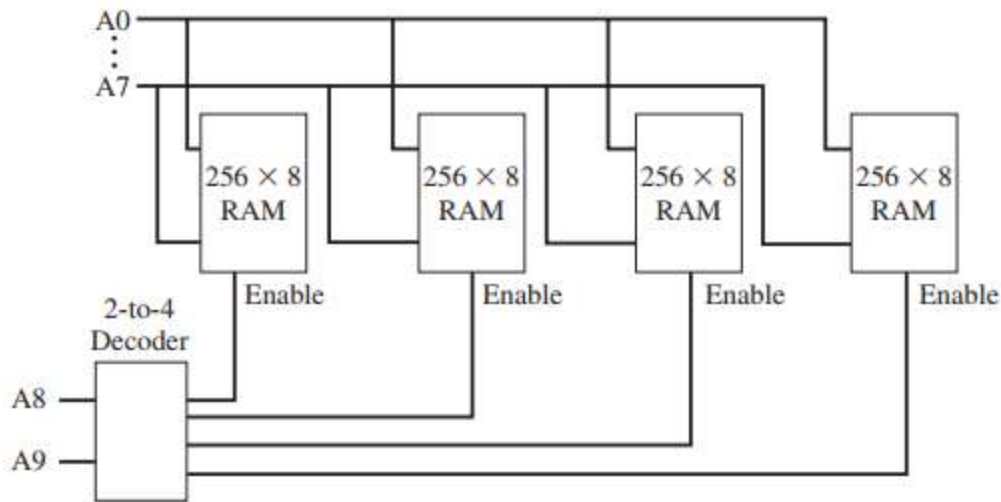 A0
A7
256 × 8
RAM
256 × 8
RAM
256 × 8
RAM
256 × 8
RAM
Enable
Enable
Enable
Enable
2-to-4
Decoder
A8
A9